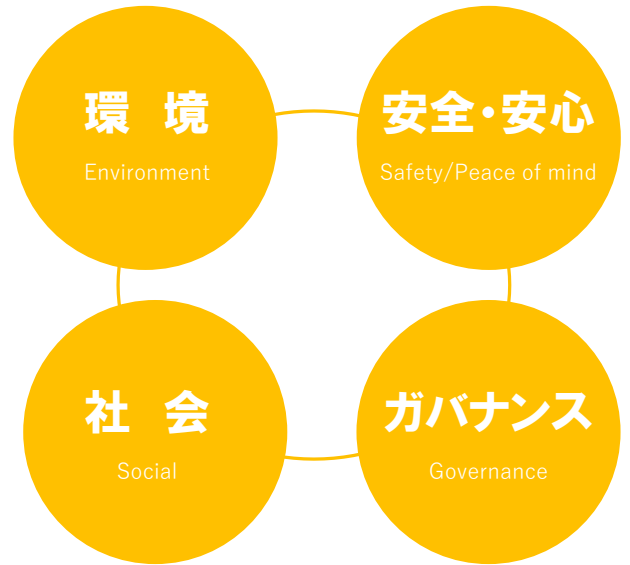 環 境
Environment
安全・安心
Safety/Peace of mind
社 会
Social
ガバナンス
Governance